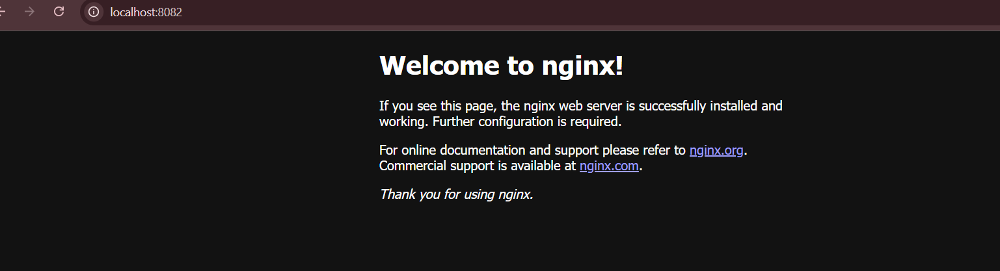 localhost:8082
Welcome to nginx!
If you see this page, the nginx web server is successfully installed and
working. Further configuration is required.
For online documentation and support please refer to nginx.org.
Commercial support is available at nginx.com.
Thank you for using nginx.